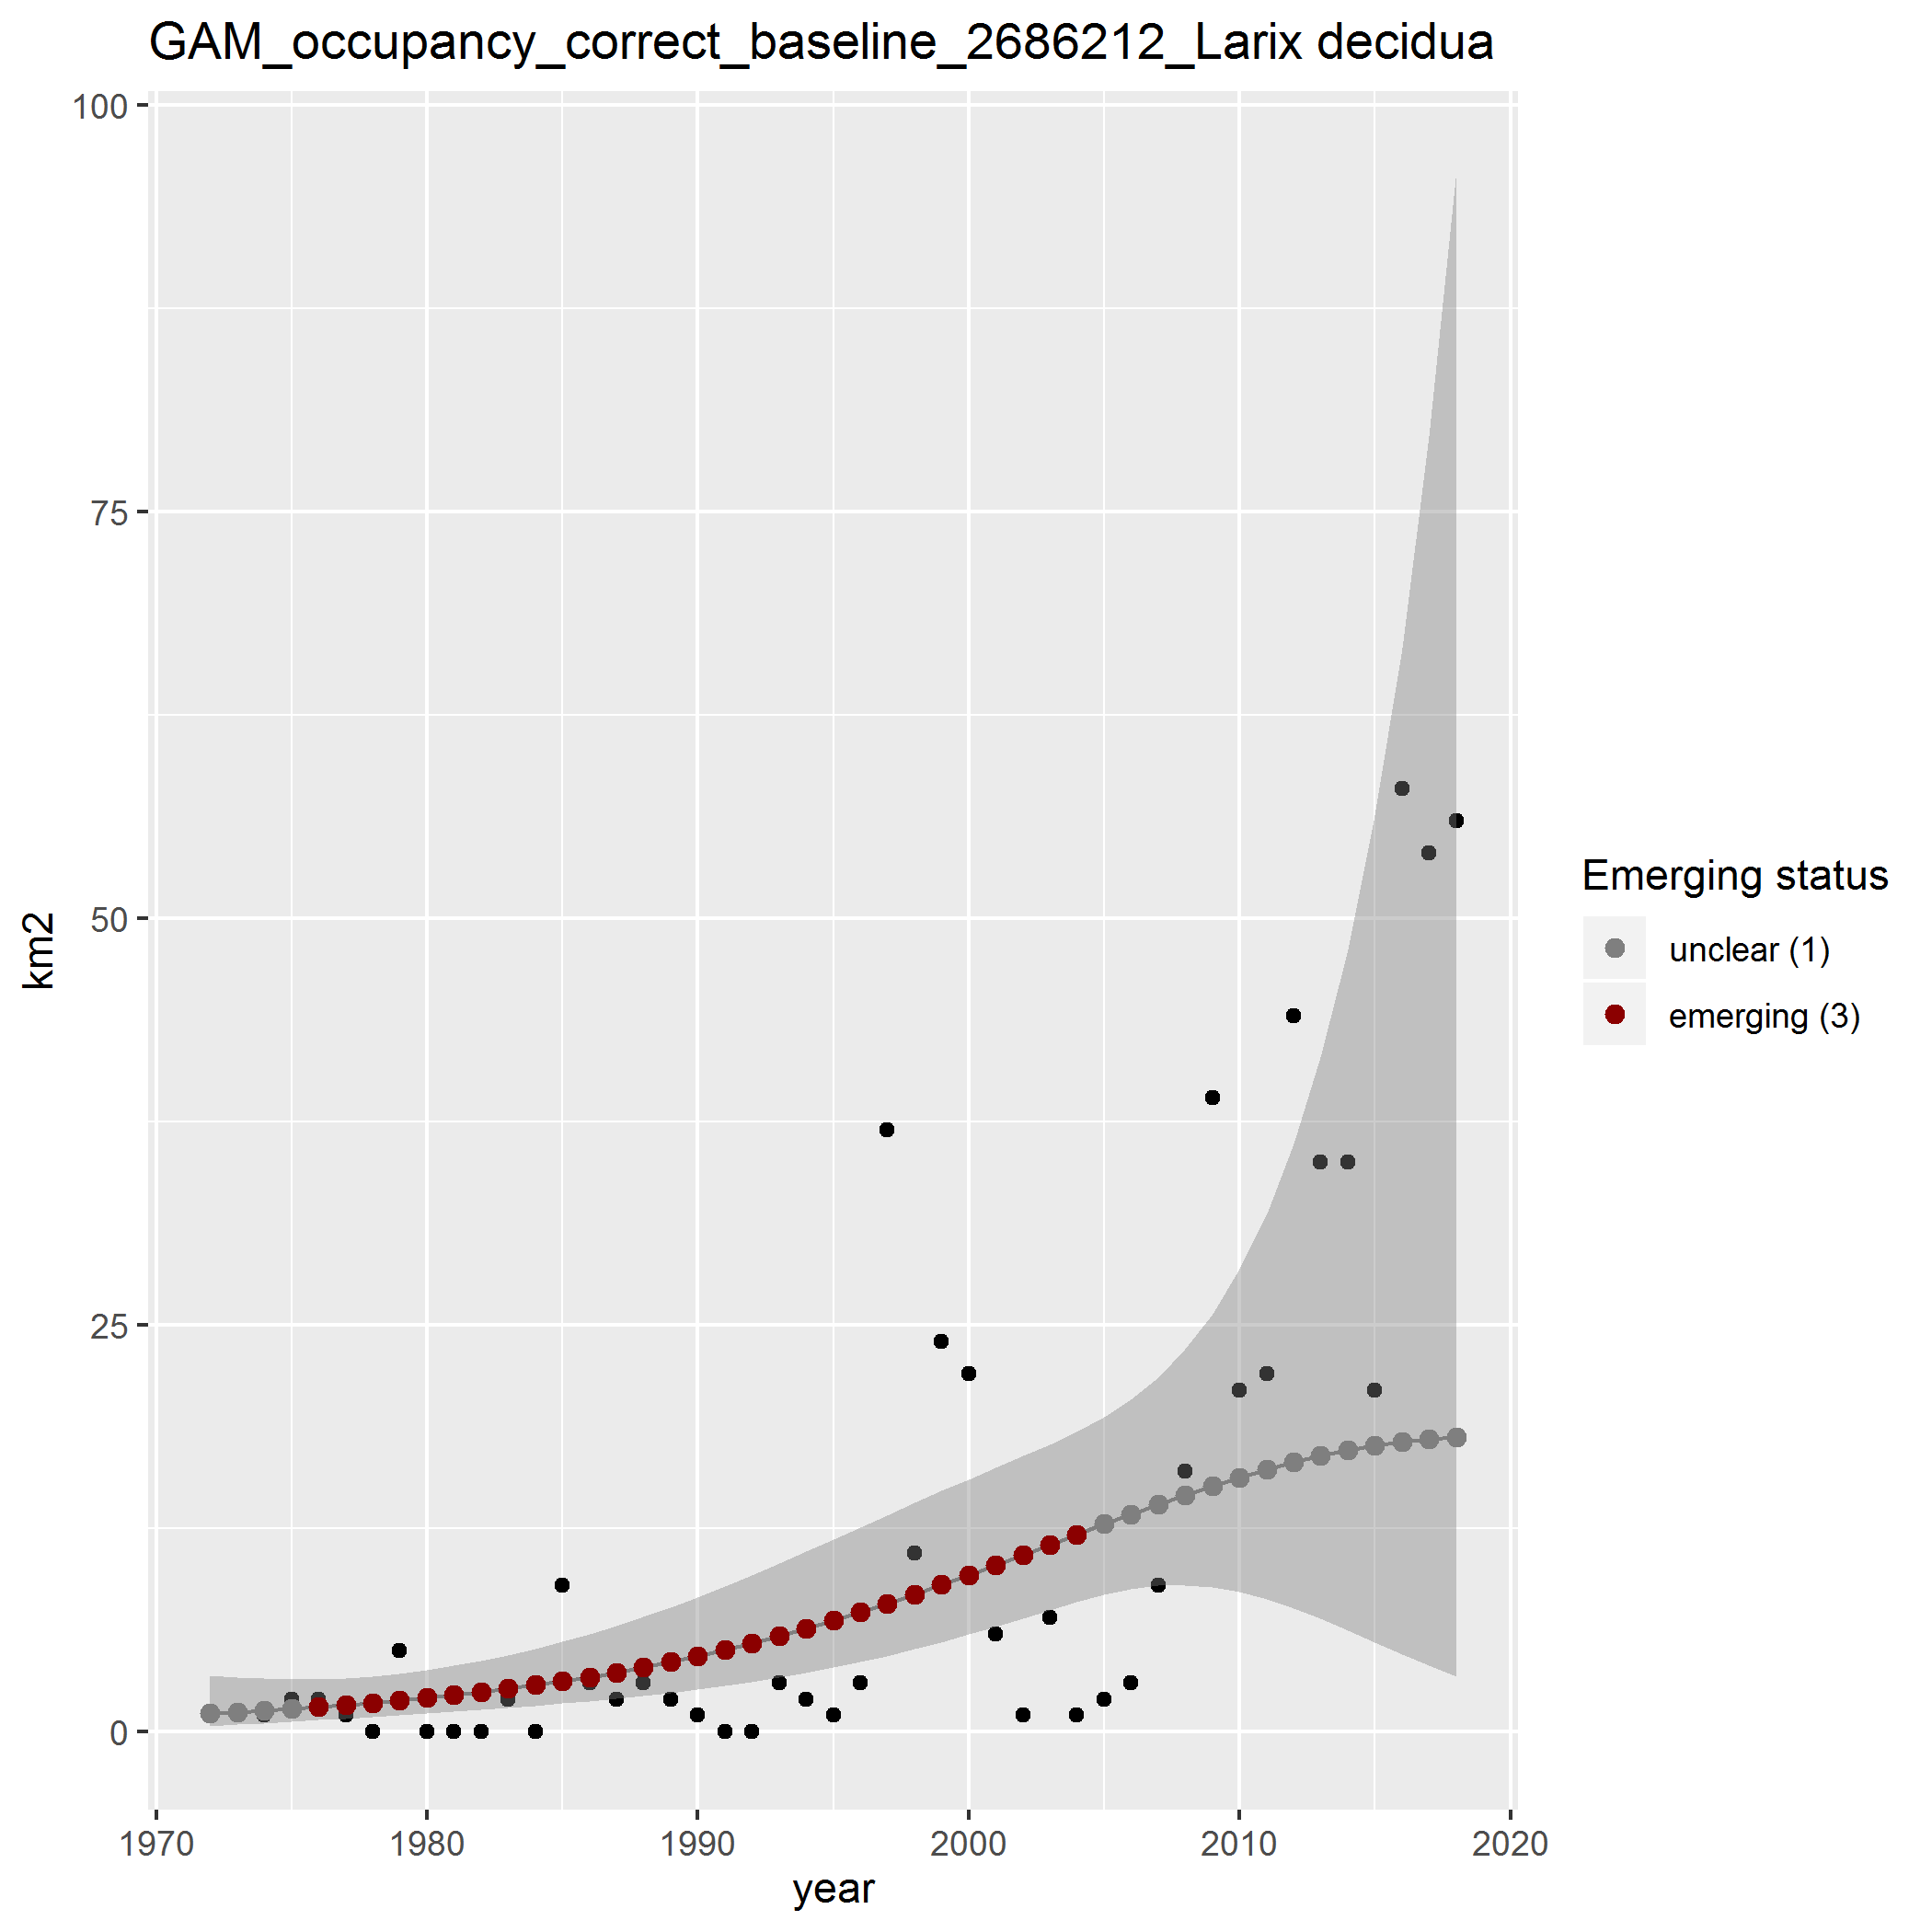 GAM_occupancy_correct_baseline_2686212_Larix decidua
100
75
50
25
0
km2
1970
1980
1990
2000
2010
2020
year
Emerging status
unclear (1)
emerging (3)